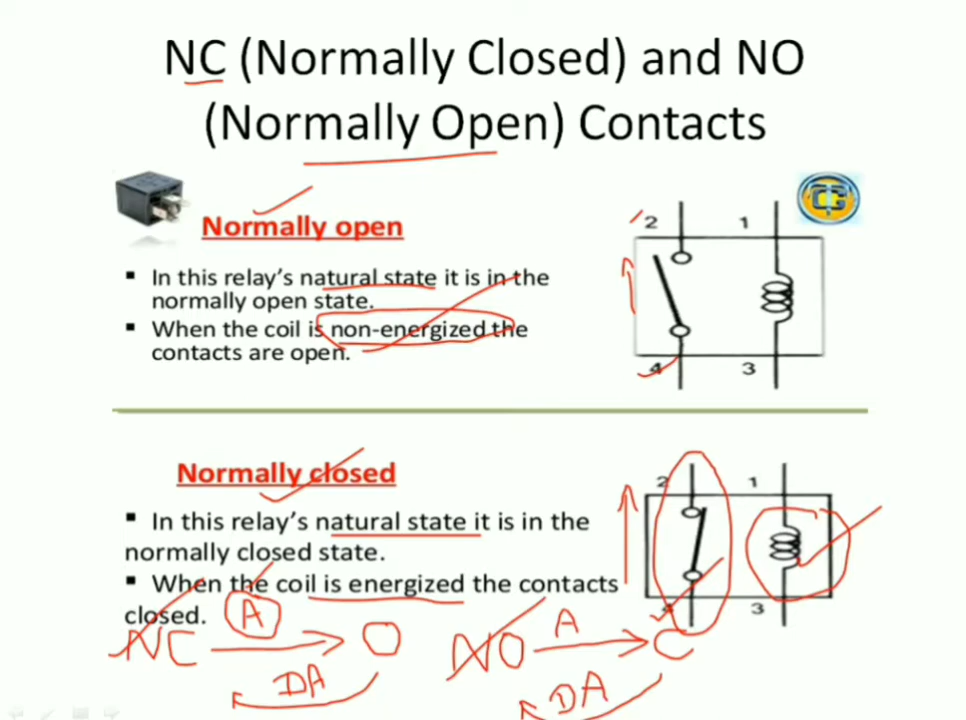 NC (Normally Closed) and NO
(Normally Open) Contacts
Normally open
▪ In this relay's natural state it is in the
normally open state.
▪ When the coil is non-energized the
contacts are open.
2 1
4 3
Normally closed
▪ In this relay's natural state it is in the
normally closed state.
▪ When the coil is energized the contacts
closed.
2 1
4 3
NC A O
DA
NO A C
DA